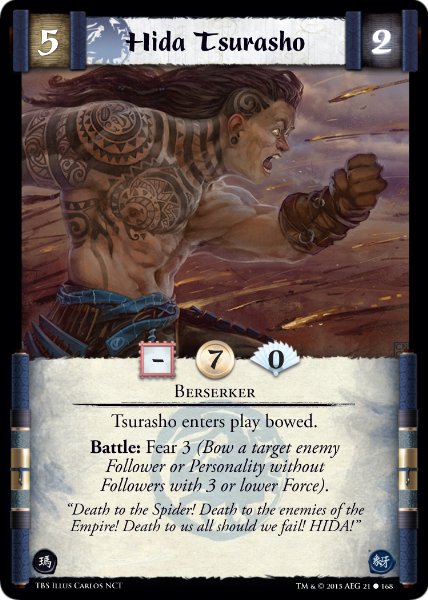 5 Hida Tsurasho 2
- 7 0
Berserker
Tsurasho enters play bowed.
Battle: Fear 3 (Bow a target enemy
Follower or Personality without
Followers with 3 or lower Force).
“Death to the Spider! Death to the enemies of the
Empire! Death to us all should we fail! HIDA!”
TBS Illus Carlos NCT TM & © 2015 AEG 21 ● 168